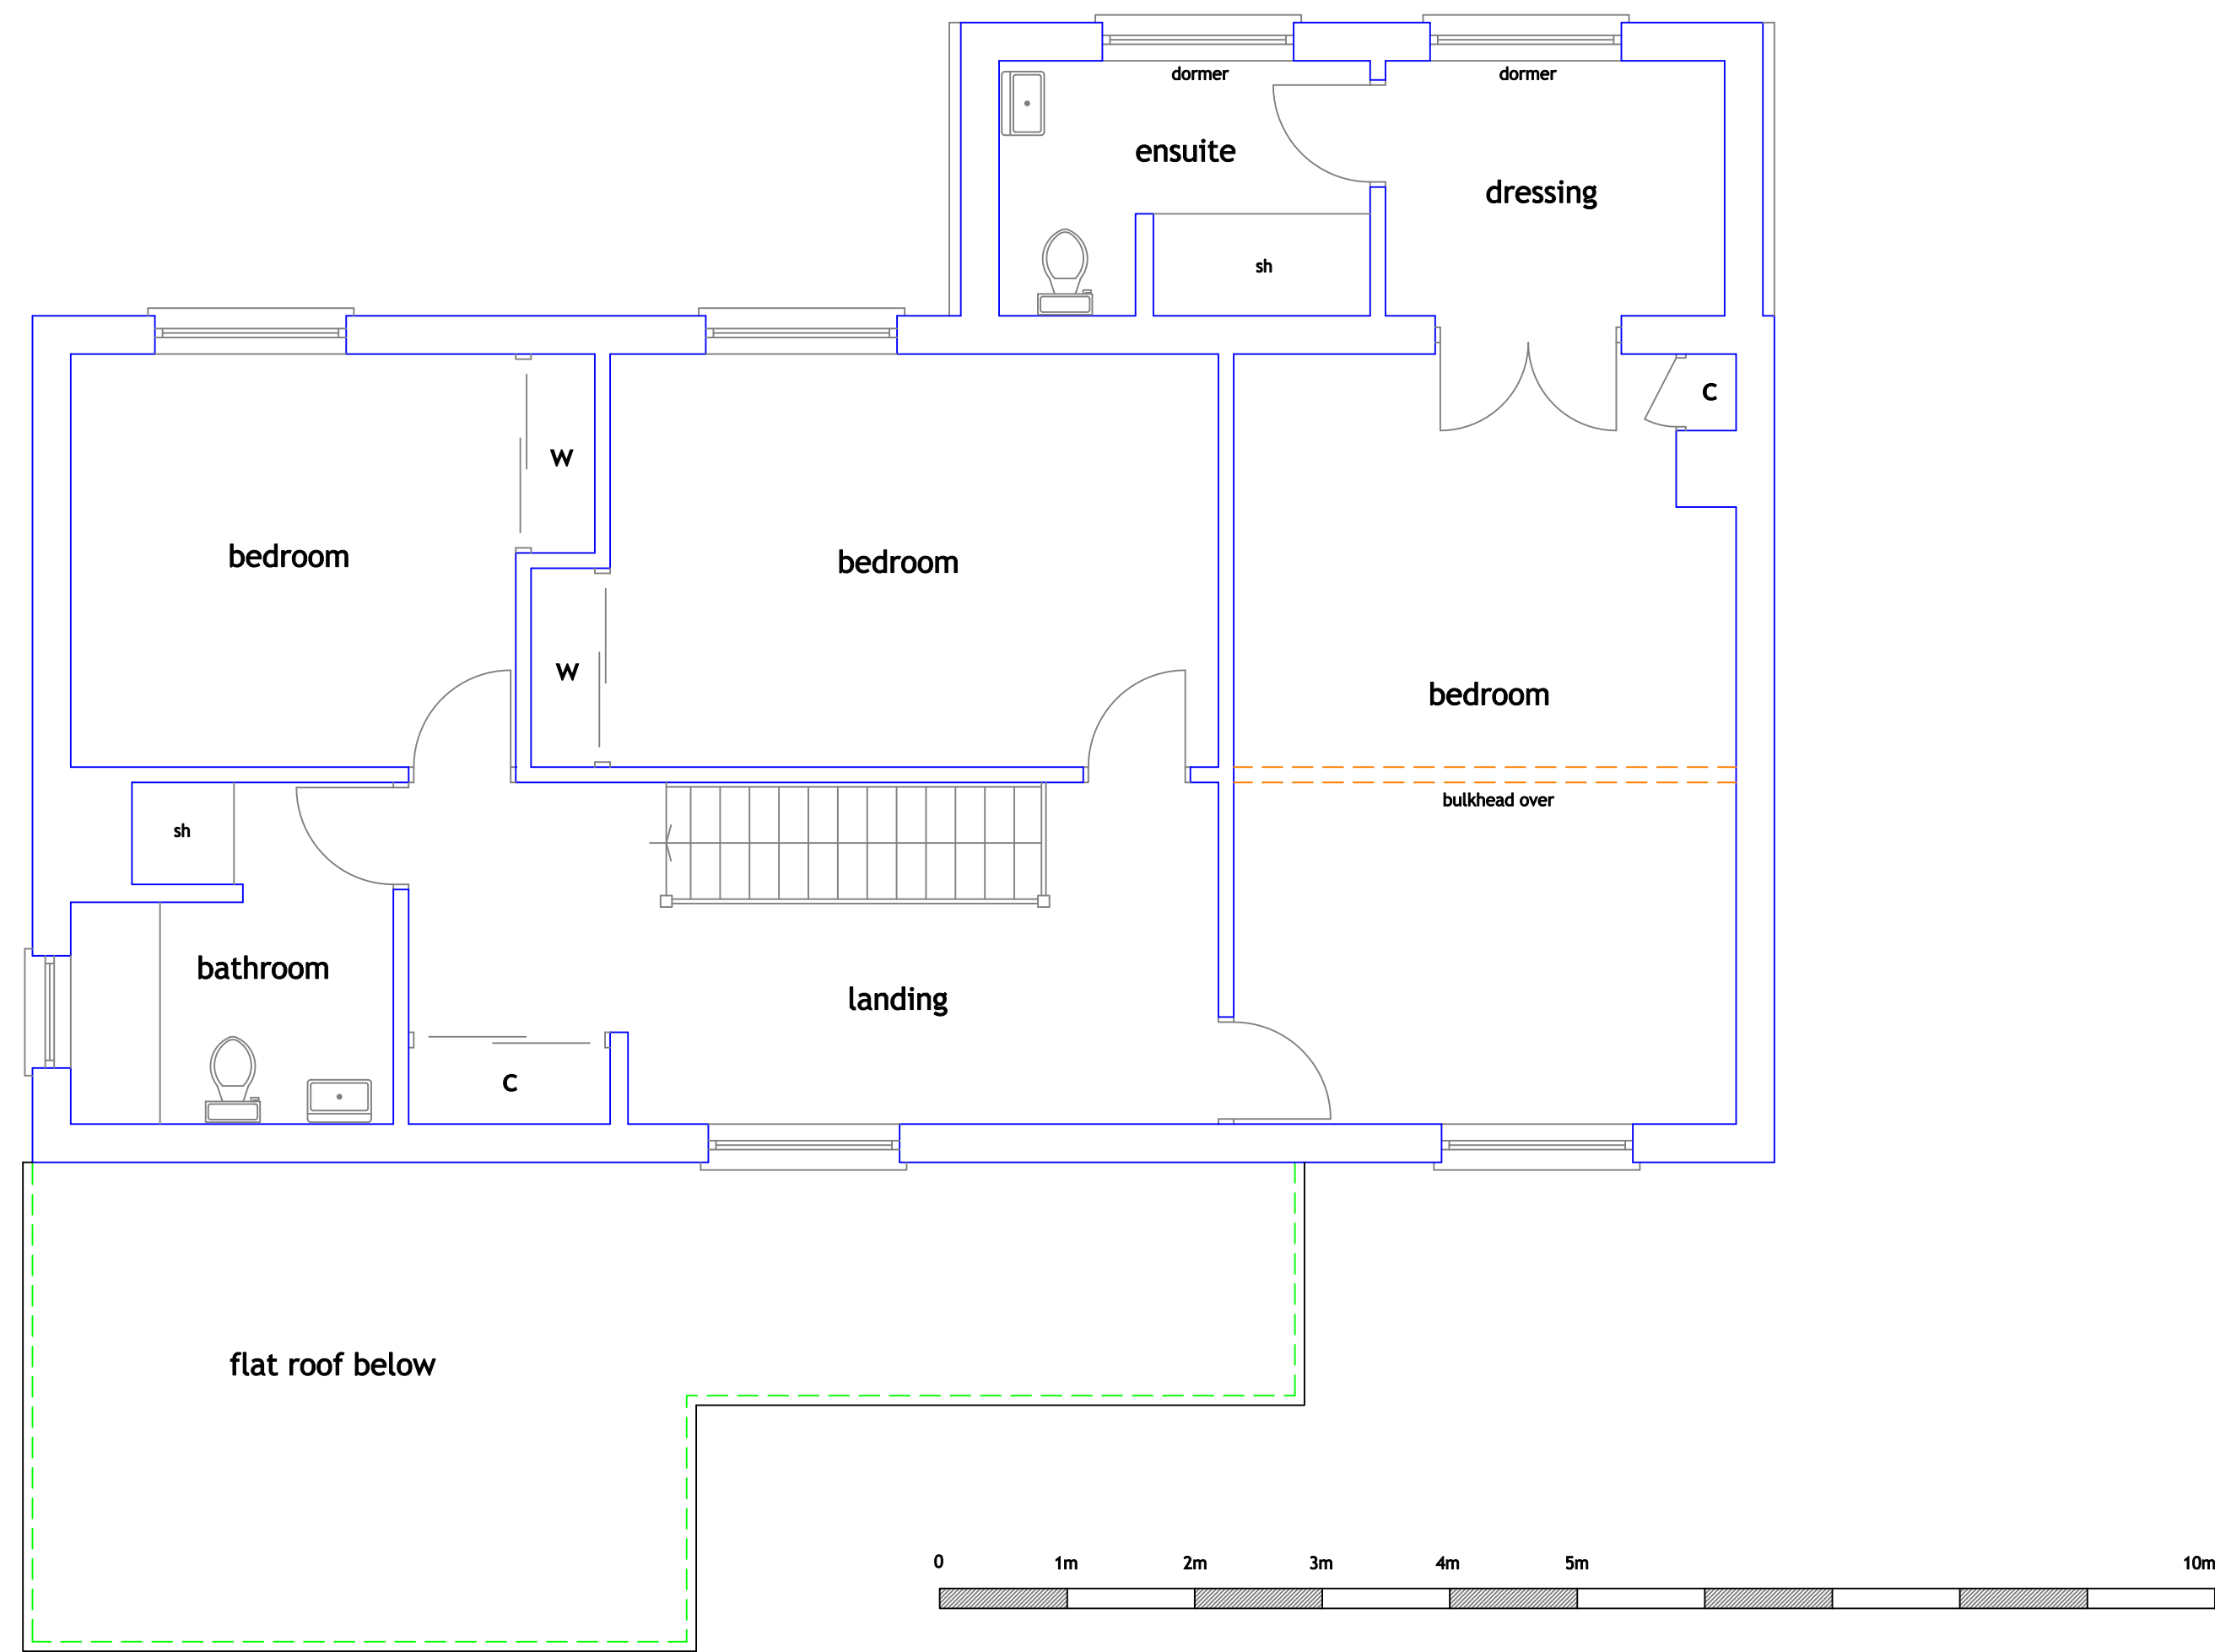 dormer
dormer
ensuite
dressing
sh
C
W
bedroom
bedroom
W
bedroom
bulkhead over
sh
bathroom
landing
C
flat roof below
0 1m 2m 3m 4m 5m 10m